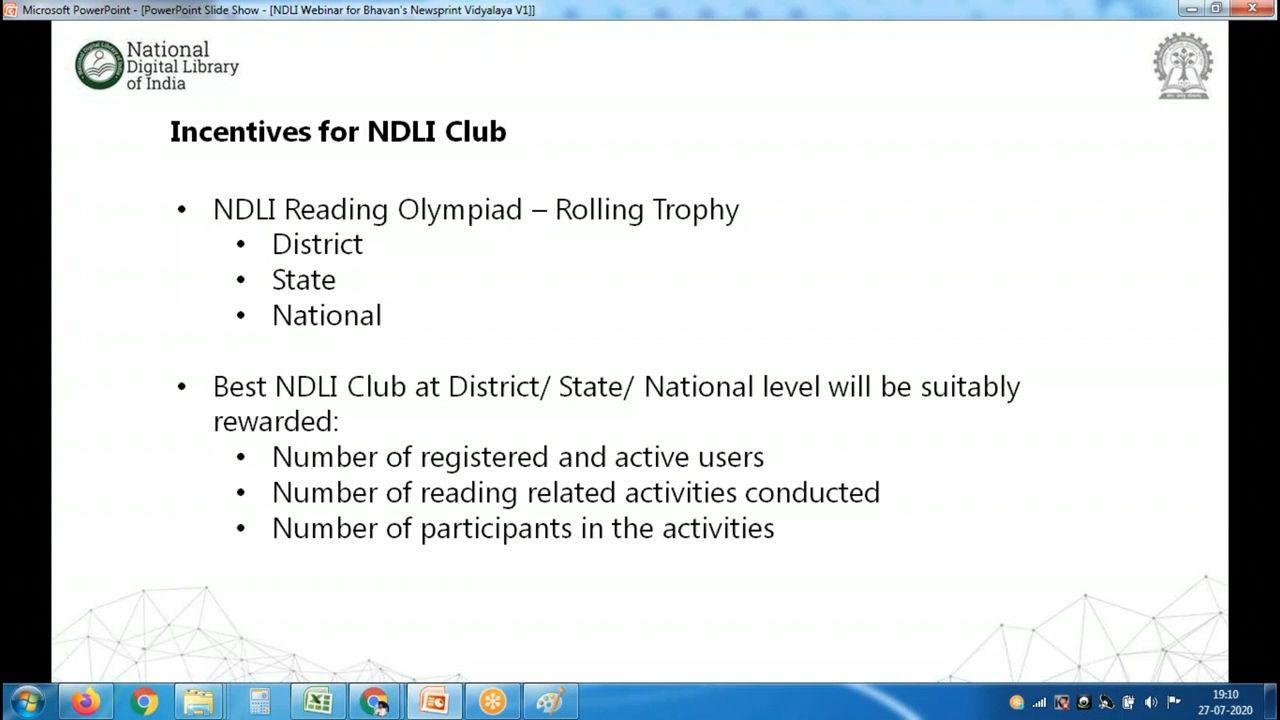 Microsoft PowerPoint - [PowerPoint Slide Show - [NDLI Webinar for Bhavan's Newsprint Vidyalaya V1]]
National
Digital Library
of India
Incentives for NDLI Club
• NDLI Reading Olympiad – Rolling Trophy
• District
• State
• National
• Best NDLI Club at District/ State/ National level will be suitably
rewarded:
• Number of registered and active users
• Number of reading related activities conducted
• Number of participants in the activities
19:10
27-07-2020